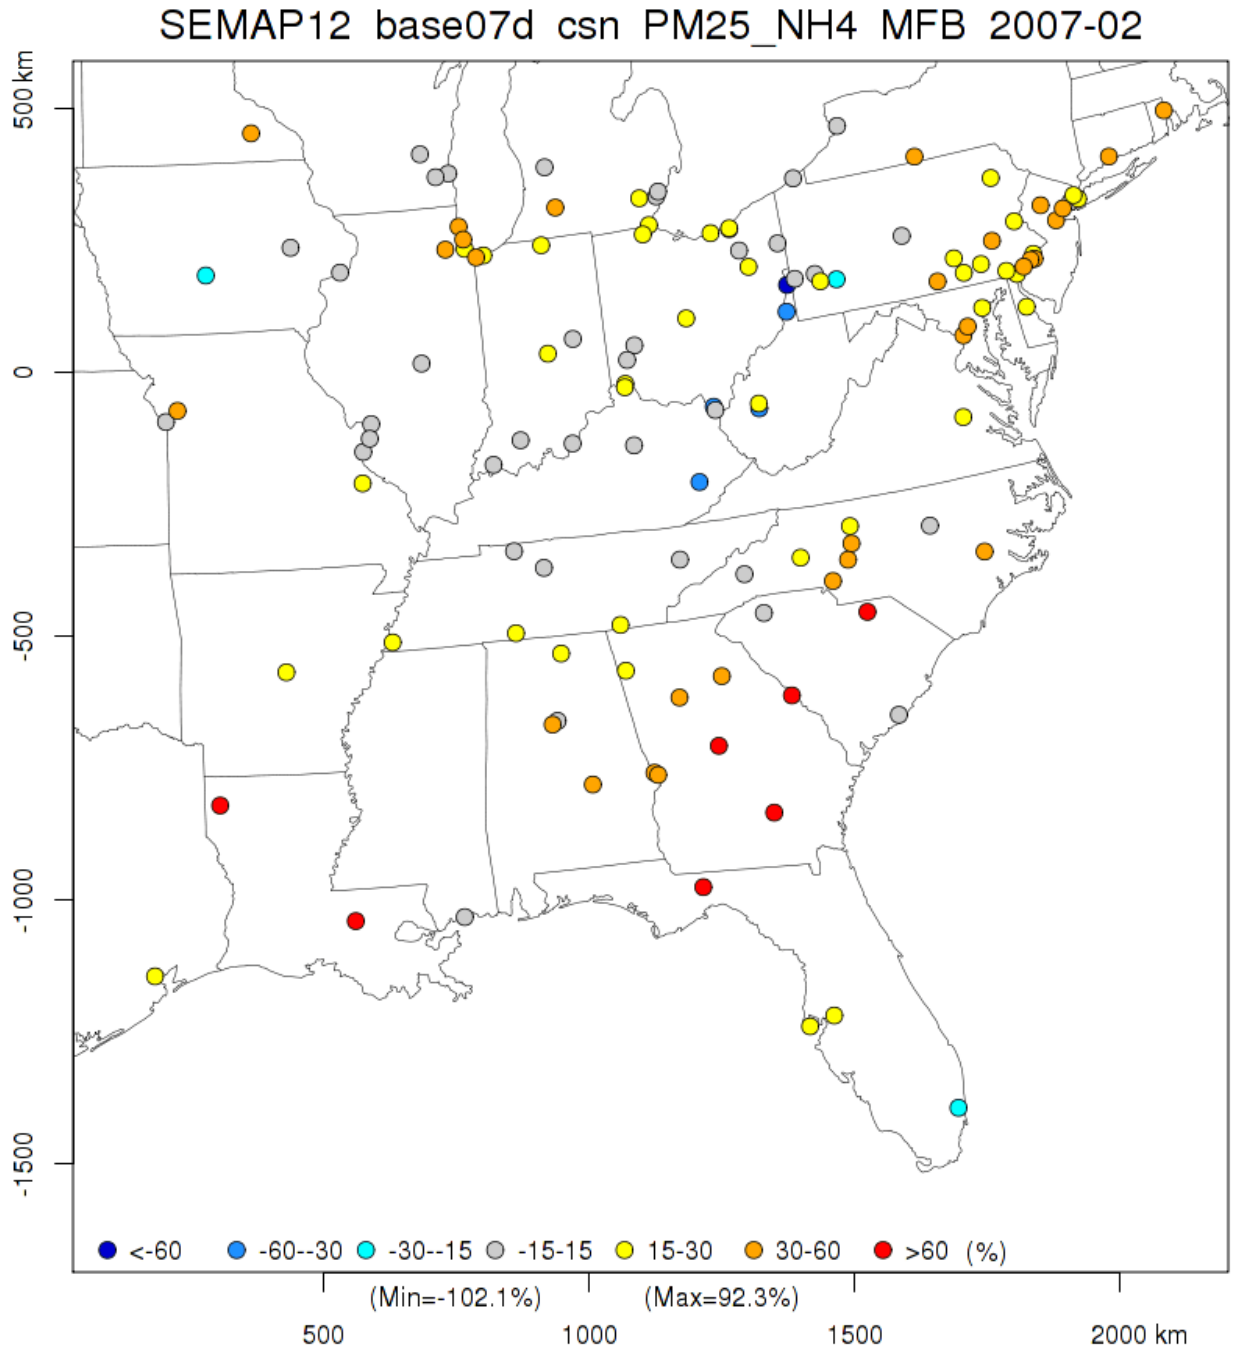 SEMAP12 base07d csn PM25_NH4 MFB 2007-02
500 km
0
-500
-1000
-1500
<-60 -60--30 -30--15 -15-15 15-30 30-60 >60 (%)
(Min=-102.1%) (Max=92.3%)
500 1000 1500 2000 km